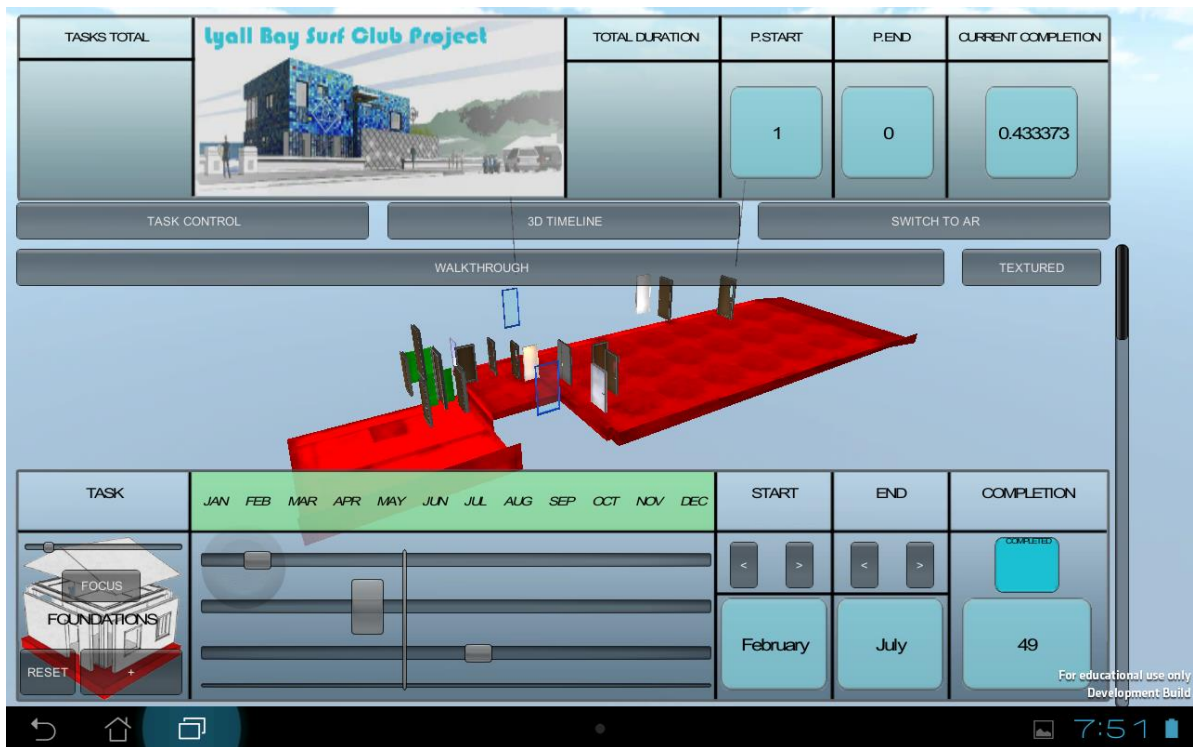 TASKS TOTAL
Lyall Bay Surf Club Project
TOTAL DURATION
P.START
P.END
CURRENT COMPLETION
1
0
0.433373
TASK CONTROL
3D TIMELINE
SWITCH TO AR
WALKTHROUGH
TEXTURED
TASK
JAN FEB MAR APR MAY JUN JUL AUG SEP OCT NOV DEC
START
END
COMPLETION
FOCUS
FOUNDATIONS
RESET
+
< >
< >
COMPLETED
February
July
49
For educational use only
Development Build
7:51